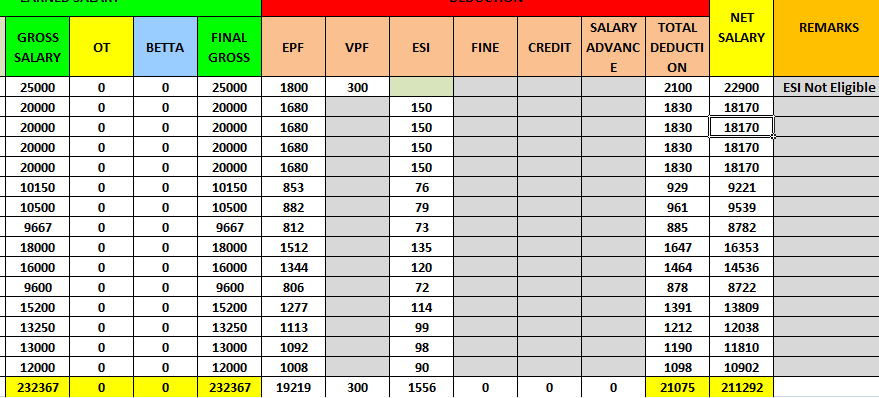 EARNED SALARY DEDUCTION
GROSS SALARY OT BETTA FINAL GROSS EPF VPF ESI FINE CREDIT SALARY ADVANC E TOTAL DEDUCTI ON NET SALARY REMARKS
25000 0 0 25000 1800 300 2100 22900 ESI Not Eligible
20000 0 0 20000 1680 150 1830 18170
20000 0 0 20000 1680 150 1830 18170
20000 0 0 20000 1680 150 1830 18170
20000 0 0 20000 1680 150 1830 18170
10150 0 0 10150 853 76 929 9221
10500 0 0 10500 882 79 961 9539
9667 0 0 9667 812 73 885 8782
18000 0 0 18000 1512 135 1647 16353
16000 0 0 16000 1344 120 1464 14536
9600 0 0 9600 806 72 878 8722
15200 0 0 15200 1277 114 1391 13809
13250 0 0 13250 1113 99 1212 12038
13000 0 0 13000 1092 98 1190 11810
12000 0 0 12000 1008 90 1098 10902
232367 0 0 232367 19219 300 1556 0 0 0 21075 211292